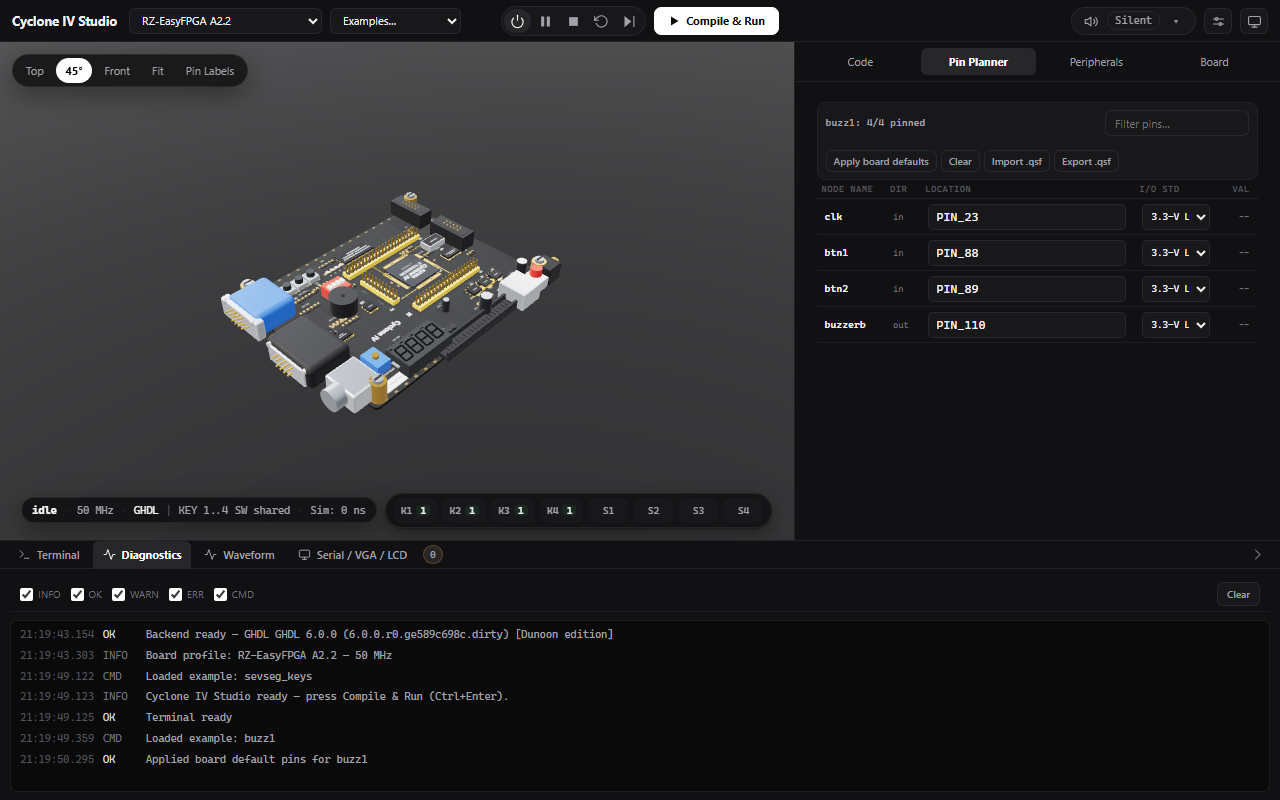 Cyclone IV Studio RZ-EasyFPGA A2.2 Examples... Compile & Run Silent
Top 45° Front Fit Pin Labels
Code Pin Planner Peripherals Board
buzz1: 4/4 pinned Filter pins...
Apply board defaults Clear Import .qsf Export .qsf
NODE NAME DIR LOCATION I/O STD VAL
clk in PIN_23 3.3-V L --
btn1 in PIN_88 3.3-V L --
btn2 in PIN_89 3.3-V L --
buzzerb out PIN_110 3.3-V L --
Cyclone IV
idle · 50 MHz · GHDL | KEY 1..4 SW shared · Sim: 0 ns
K1 1 K2 1 K3 1 K4 1 S1 S2 S3 S4
Terminal Diagnostics Waveform Serial / VGA / LCD 0
INFO OK WARN ERR CMD Clear
21:19:43.154 OK Backend ready — GHDL GHDL 6.0.0 (6.0.0.r0.ge589c698c.dirty) [Dunoon edition]
21:19:43.303 INFO Board profile: RZ-EasyFPGA A2.2 — 50 MHz
21:19:49.122 CMD Loaded example: sevseg_keys
21:19:49.123 INFO Cyclone IV Studio ready — press Compile & Run (Ctrl+Enter).
21:19:49.125 OK Terminal ready
21:19:49.359 CMD Loaded example: buzz1
21:19:50.295 OK Applied board default pins for buzz1